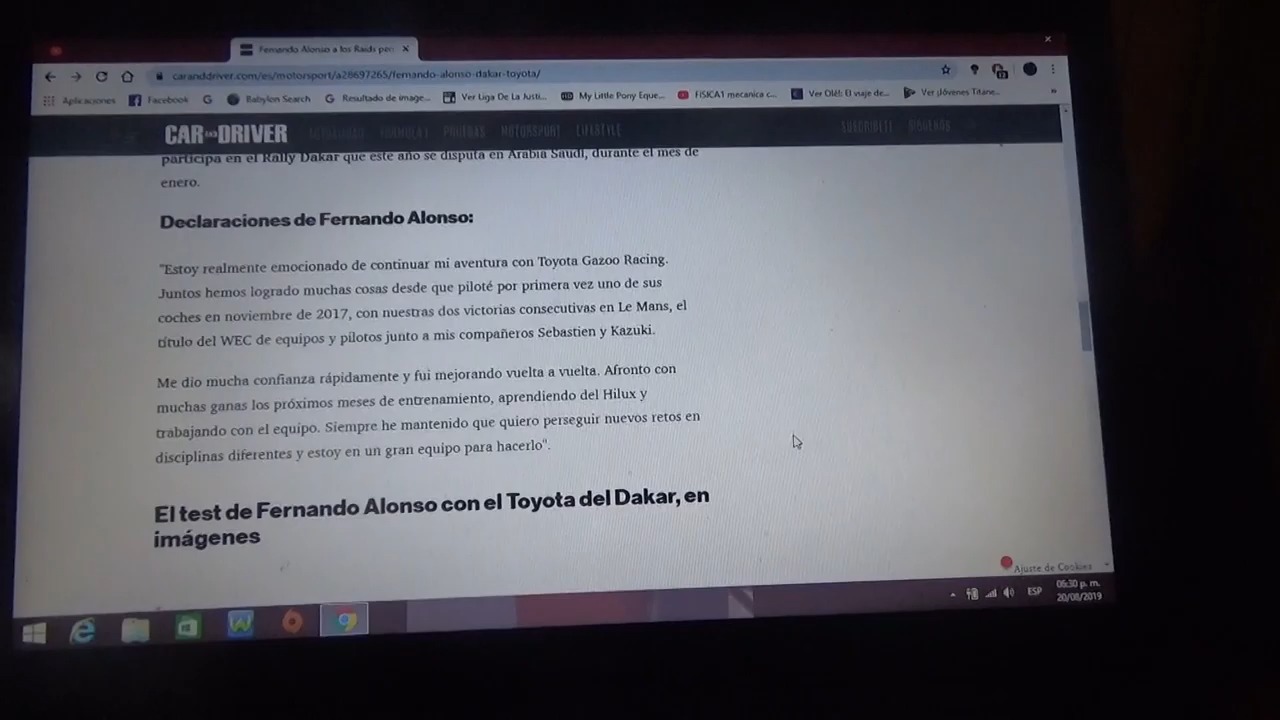 Fernando Alonso a los Raids per
caranddriver.com/es/motorsport/a28697265/fernando-alonso-dakar-toyota/
Aplicaciones Facebook Babylon Search Resultado de image... Ver Liga De La Justi... My Little Pony Eque... FISICA1 mecanica c... Ver Olé!: El viaje de... Ver ¡Jóvenes Titane...
CAR AND DRIVER FÓRMULA 1 PRUEBAS MOTORSPORT LIFESTYLE SUSCRÍBETE SÍGUENOS
participa en el Rally Dakar que este año se disputa en Arabia Saudí, durante el mes de
enero.
Declaraciones de Fernando Alonso:
"Estoy realmente emocionado de continuar mi aventura con Toyota Gazoo Racing.
Juntos hemos logrado muchas cosas desde que piloté por primera vez uno de sus
coches en noviembre de 2017, con nuestras dos victorias consecutivas en Le Mans, el
título del WEC de equipos y pilotos junto a mis compañeros Sebastien y Kazuki.
Me dio mucha confianza rápidamente y fui mejorando vuelta a vuelta. Afronto con
muchas ganas los próximos meses de entrenamiento, aprendiendo del Hilux y
trabajando con el equipo. Siempre he mantenido que quiero perseguir nuevos retos en
disciplinas diferentes y estoy en un gran equipo para hacerlo".
El test de Fernando Alonso con el Toyota del Dakar, en
imágenes
Ajuste de Cookies
ESP
06:30 p. m.
20/08/2019